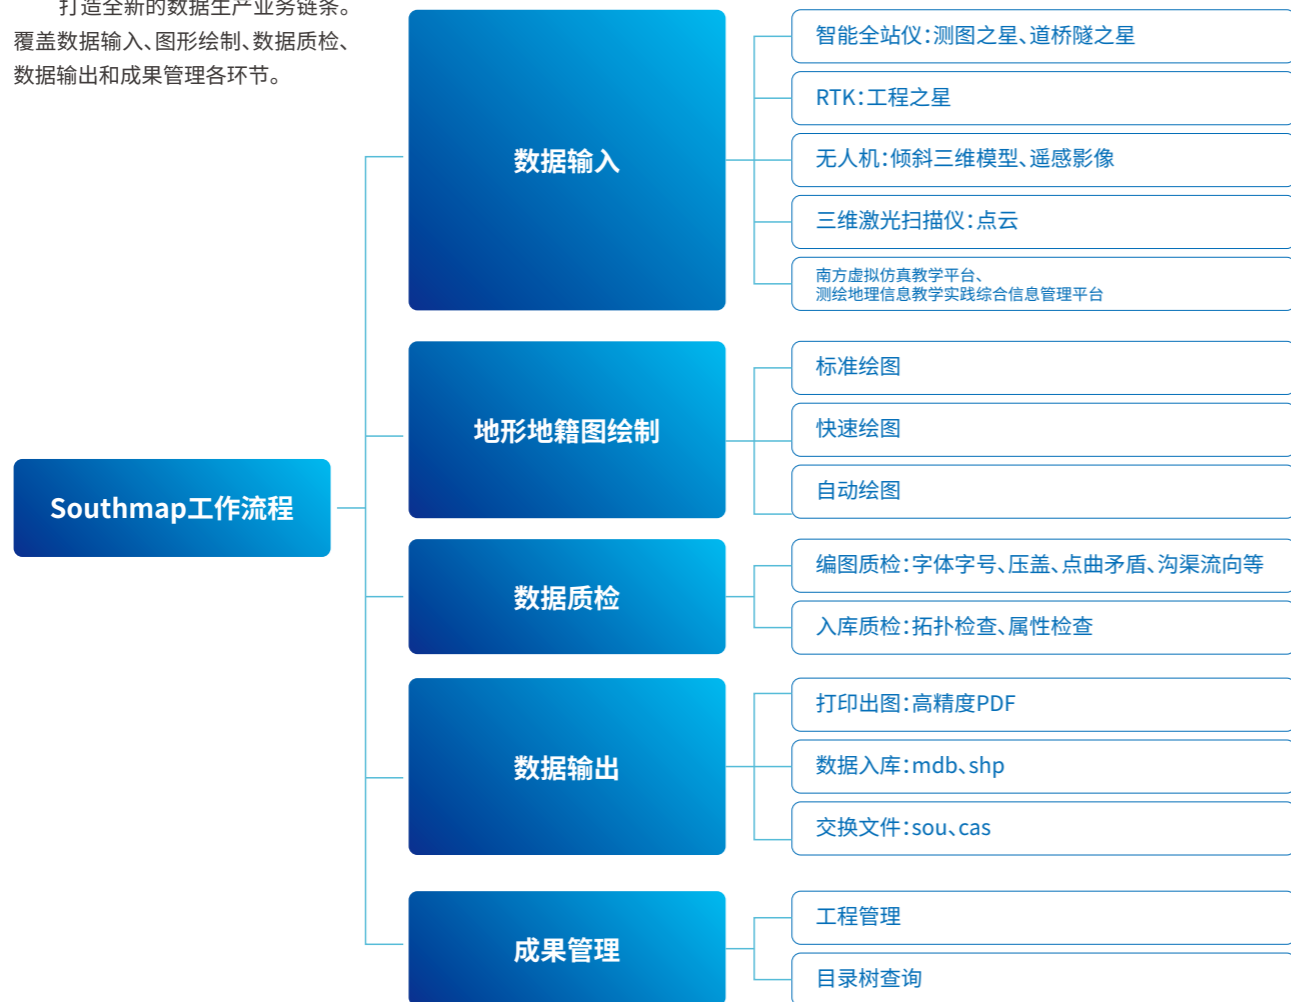 打造全新的数据生产业务链条。
覆盖数据输入、图形绘制、数据质检、
数据输出和成果管理各环节。
Southmap工作流程
数据输入
智能全站仪：测图之星、道桥隧之星
RTK：工程之星
无人机：倾斜三维模型、遥感影像
三维激光扫描仪：点云
南方虚拟仿真教学平台、
测绘地理信息教学实践综合信息管理平台
地形地籍图绘制
标准绘图
快速绘图
自动绘图
数据质检
编图质检：字体字号、压盖、点曲矛盾、沟渠流向等
入库质检：拓扑检查、属性检查
数据输出
打印出图：高精度PDF
数据入库：mdb、shp
交换文件：sou、cas
成果管理
工程管理
目录树查询